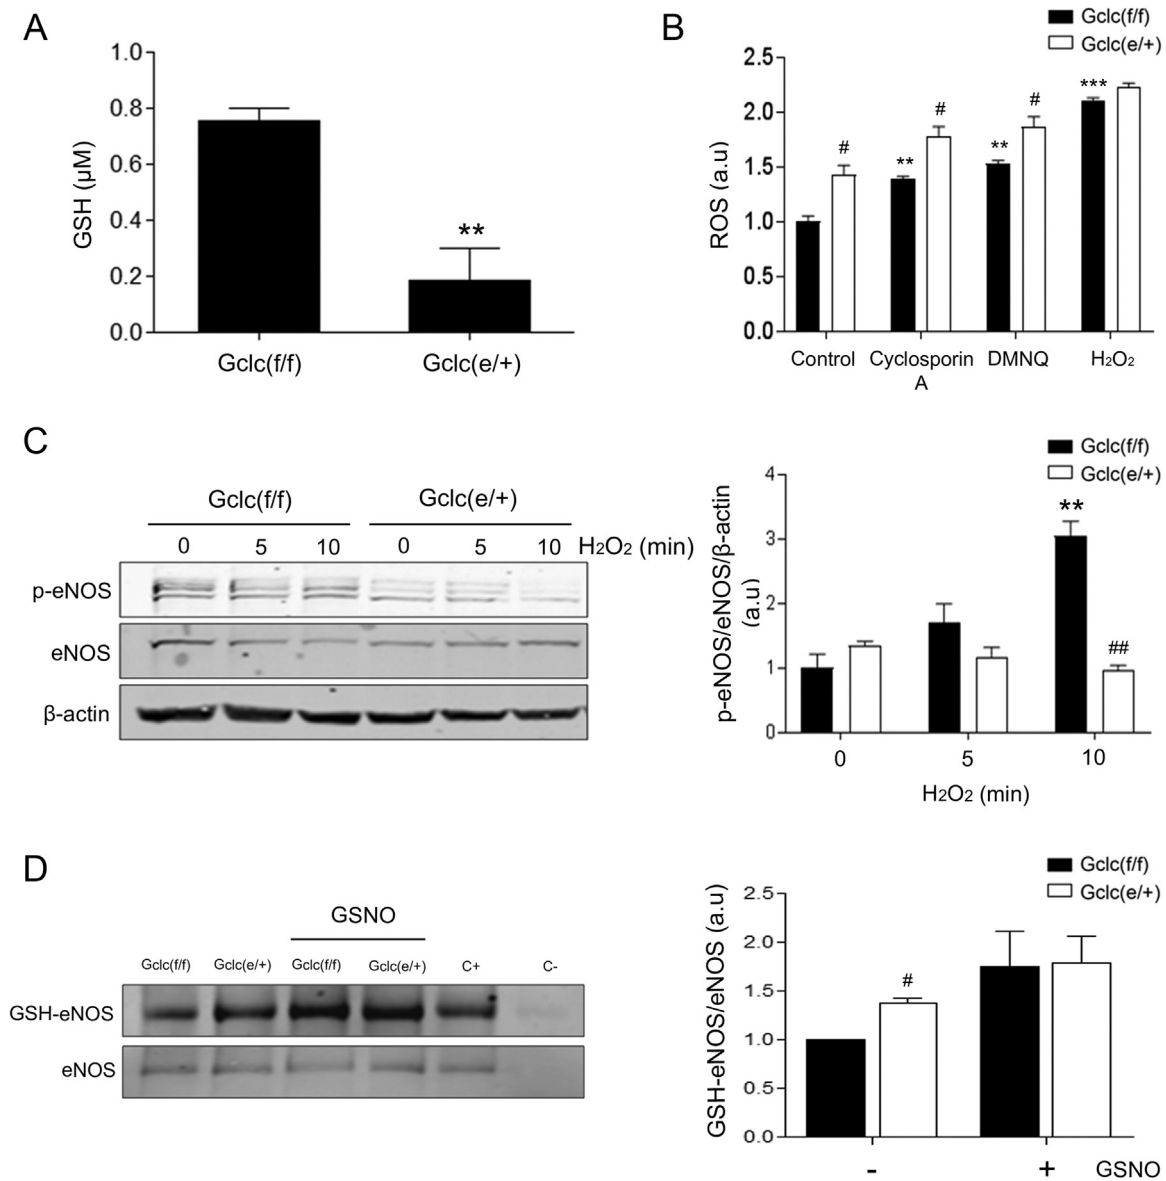 A
GSH (μM)
1.0
0.8
0.6
0.4
0.2
0.0
**
Gclc(f/f)
Gclc(e/+)
B
Gclc(f/f)
Gclc(e/+)
ROS (a.u)
2.5
2.0
1.5
1.0
0.5
0.0
#
**
#
**
#
***
Control
Cyclosporin
A
DMNQ
H2O2
C
Gclc(f/f)
Gclc(e/+)
0 5 10 0 5 10 H2O2 (min)
p-eNOS
eNOS
β-actin
Gclc(f/f)
Gclc(e/+)
p-eNOS/eNOS/β-actin
(a.u)
4
3
2
1
0
**
##
0 5 10
H2O2 (min)
D
GSNO
Gclc(f/f) Gclc(e/+) Gclc(f/f) Gclc(e/+) C+ C-
GSH-eNOS
eNOS
Gclc(f/f)
Gclc(e/+)
GSH-eNOS/eNOS (a.u)
2.5
2.0
1.5
1.0
0.5
0.0
#
- + GSNO